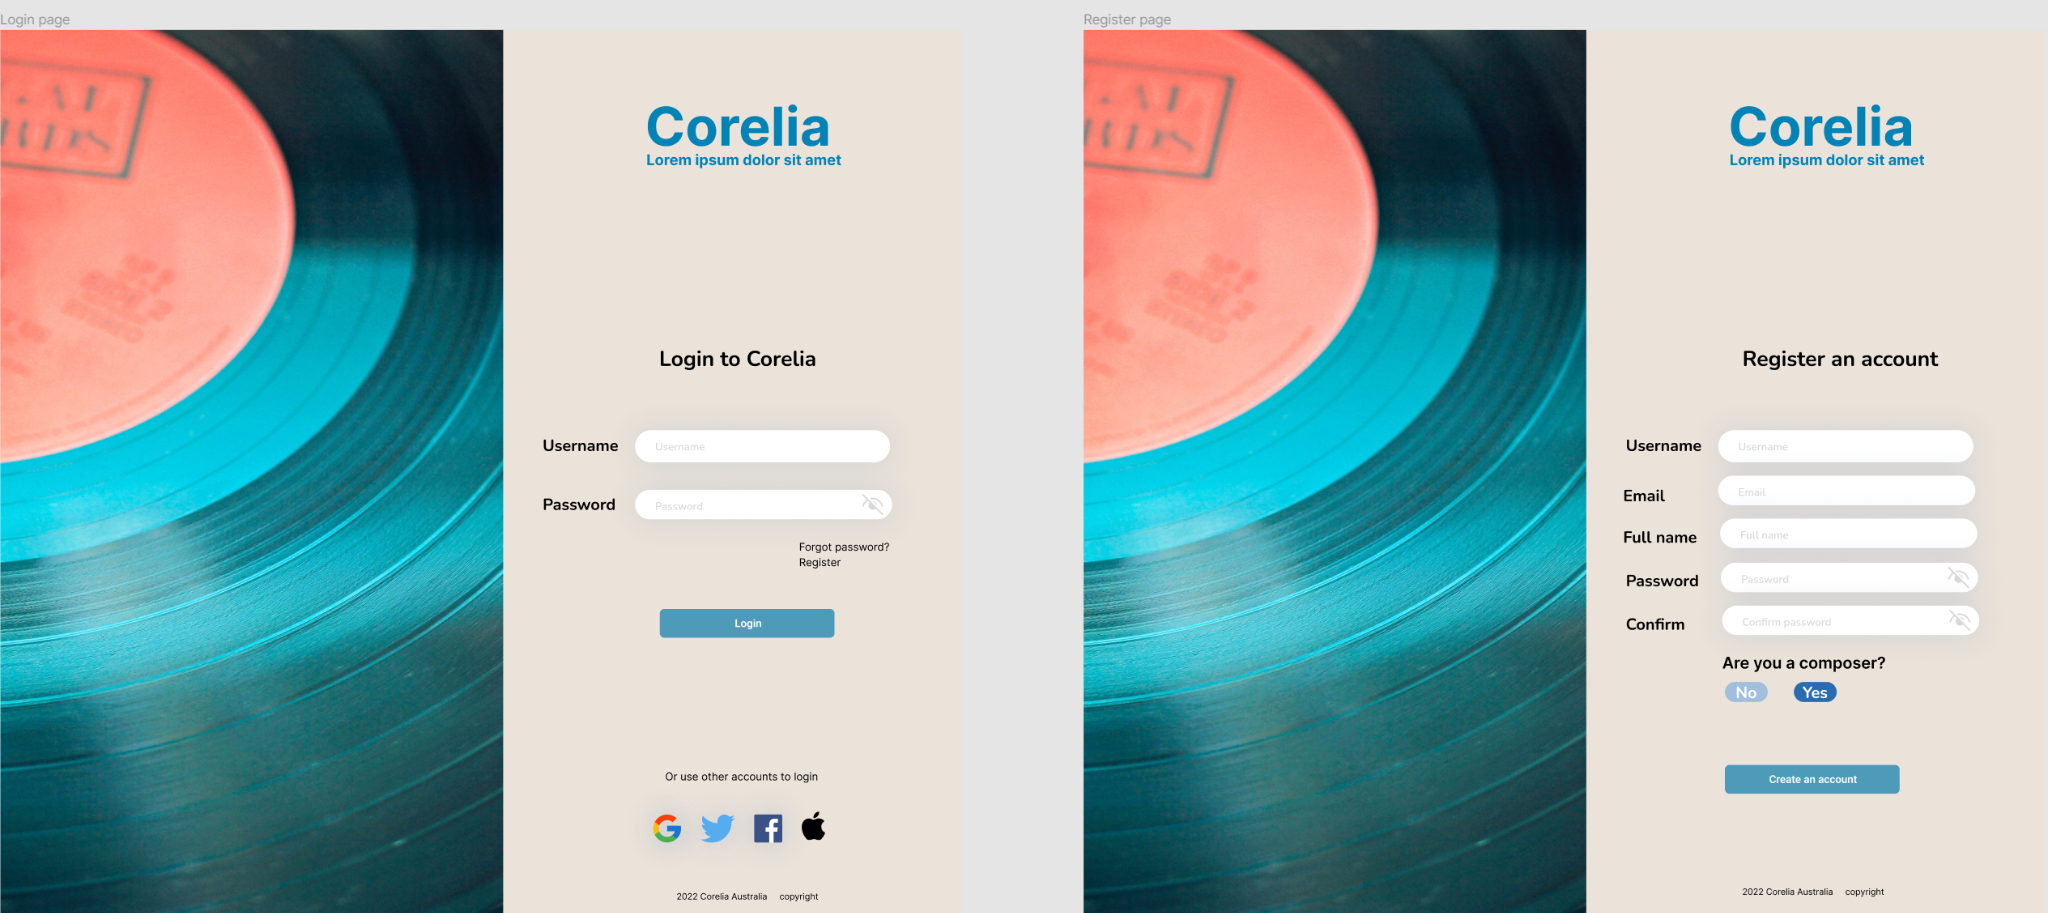 Login page
Corelia
Lorem ipsum dolor sit amet
Login to Corelia
Username Username
Password Password
Forgot password?
Register
Login
Or use other accounts to login
2022 Corelia Australia copyright
Register page
Corelia
Lorem ipsum dolor sit amet
Register an account
Username Username
Email Email
Full name Full name
Password Password
Confirm Confirm password
Are you a composer?
No Yes
Create an account
2022 Corelia Australia copyright